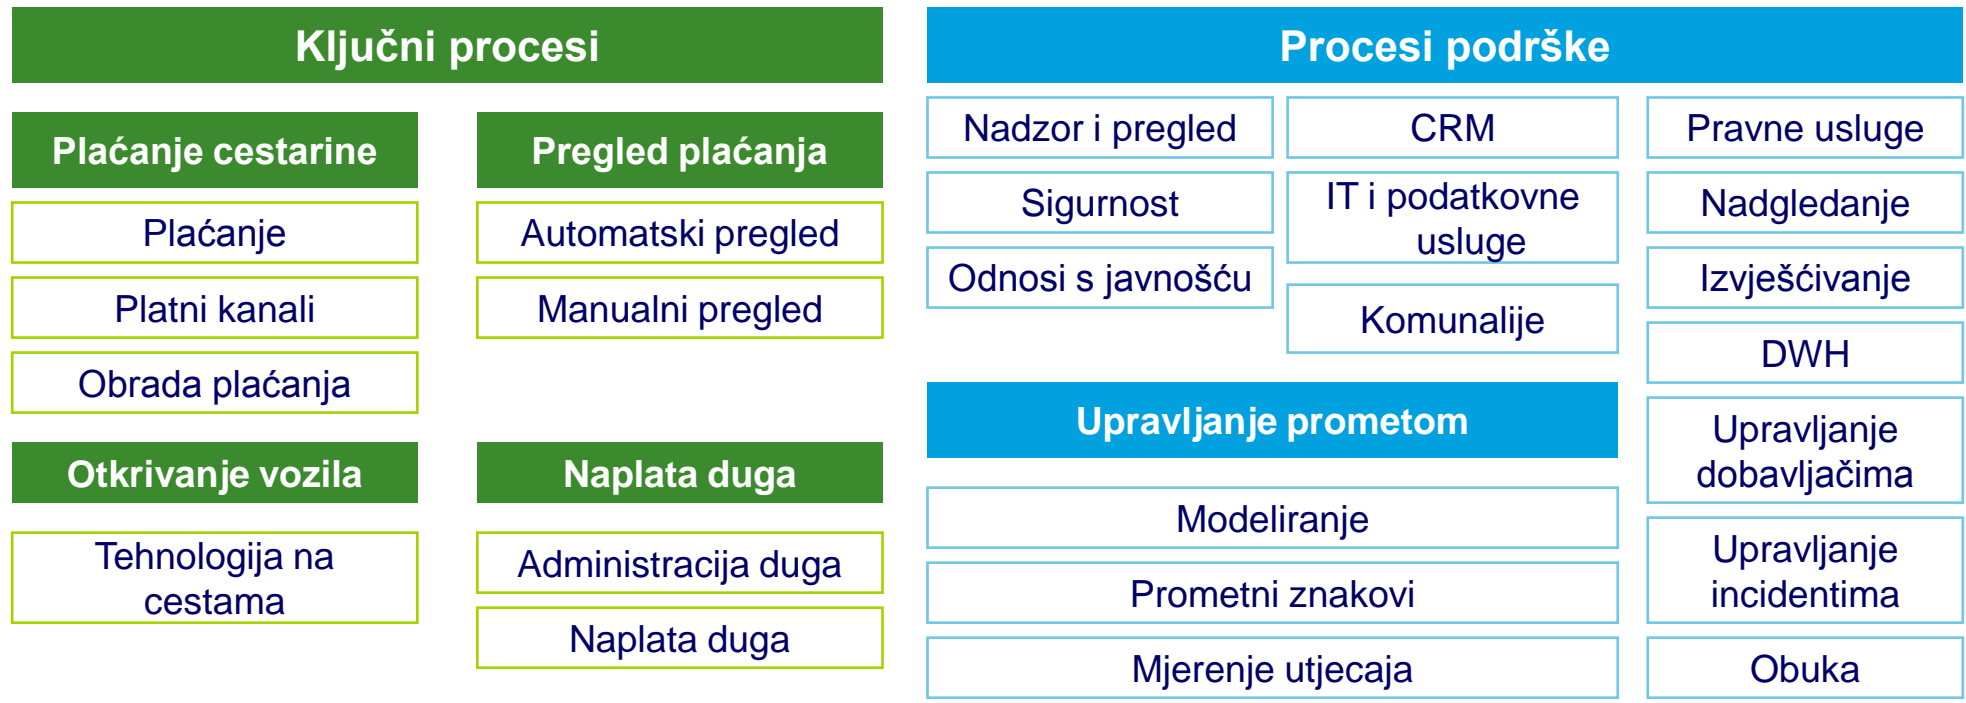 Ključni procesi
Plaćanje cestarine
Plaćanje
Platni kanali
Obrada plaćanja
Pregled plaćanja
Automatski pregled
Manualni pregled
Otkrivanje vozila
Tehnologija na
cestama
Naplata duga
Administracija duga
Naplata duga
Procesi podrške
Nadzor i pregled
Sigurnost
Odnosi s javnošću
CRM
IT i podatkovne
usluge
Komunalije
Upravljanje prometom
Modeliranje
Prometni znakovi
Mjerenje utjecaja
Pravne usluge
Nadgledanje
Izvješćivanje
DWH
Upravljanje
dobavljačima
Upravljanje
incidentima
Obuka